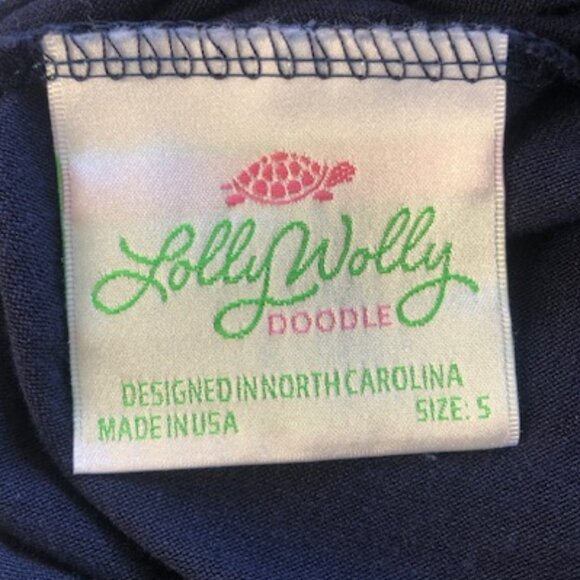 Lolly Wolly
DOODLE
DESIGNED IN NORTH CAROLINA
MADE IN USA SIZE: 5